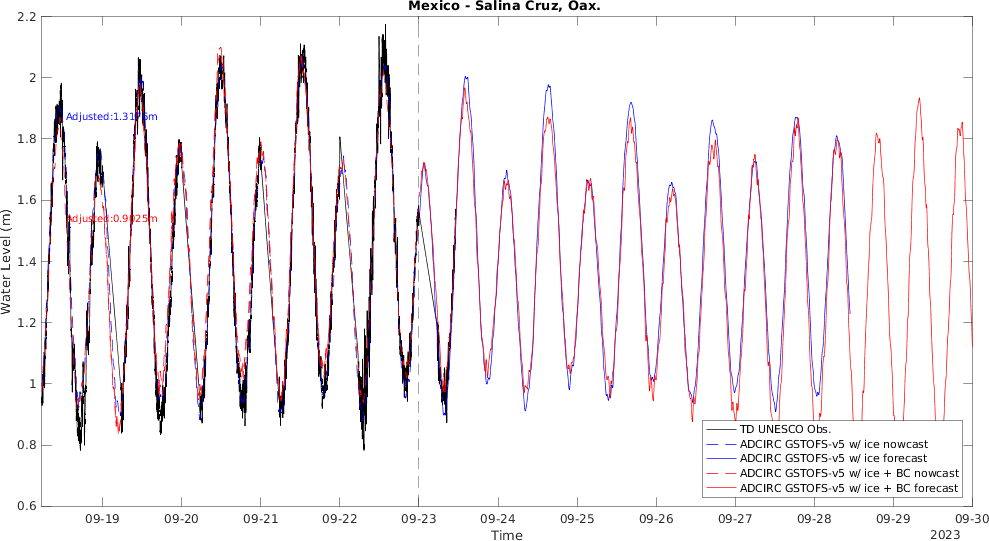 Mexico - Salina Cruz, Oax.
2.2
2
1.8
1.6
1.4
1.2
1
0.8
0.6
Water Level (m)
Adjusted:0.9025m
TD UNESCO Obs.
ADCIRC GSTOFS-v5 w/ ice nowcast
ADCIRC GSTOFS-v5 w/ ice forecast
ADCIRC GSTOFS-v5 w/ ice + BC nowcast
ADCIRC GSTOFS-v5 w/ ice + BC forecast
09-19 09-20 09-21 09-22 09-23 09-24 09-25 09-26 09-27 09-28 09-29 09-30
Time
2023